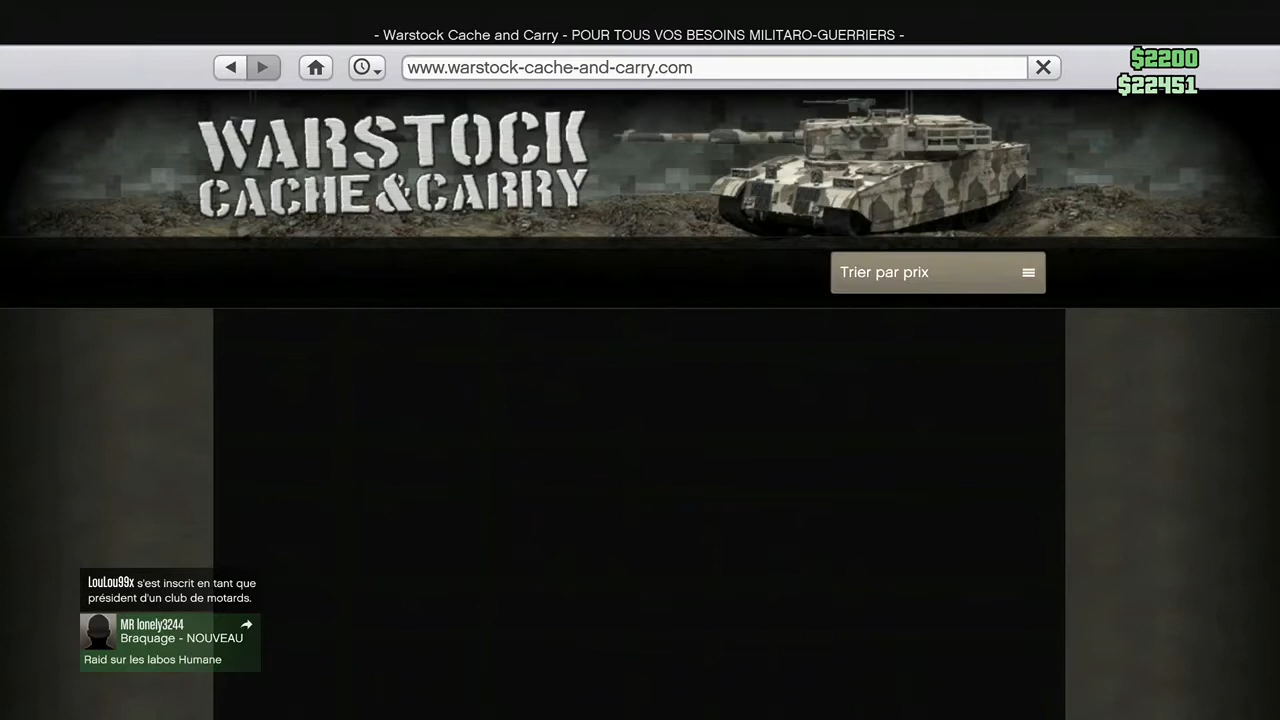 - Warstock Cache and Carry - POUR TOUS VOS BESOINS MILITARO-GUERRIERS -
www.warstock-cache-and-carry.com
$2200
$22451
WARSTOCK
CACHE & CARRY
Trier par prix
LouLou99x s'est inscrit en tant que
président d'un club de motards.
MR lonely3244
Braquage - NOUVEAU
Raid sur les labos Humane